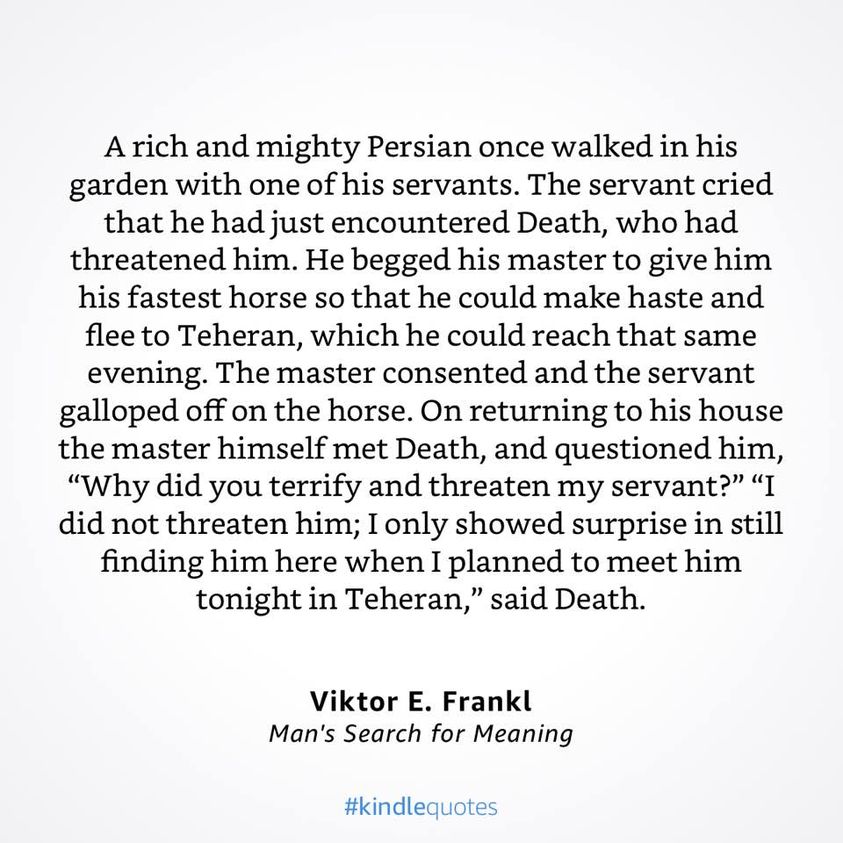 A rich and mighty Persian once walked in his
garden with one of his servants. The servant cried
that he had just encountered Death, who had
threatened him. He begged his master to give him
his fastest horse so that he could make haste and
flee to Teheran, which he could reach that same
evening. The master consented and the servant
galloped off on the horse. On returning to his house
the master himself met Death, and questioned him,
“Why did you terrify and threaten my servant?” “I
did not threaten him; I only showed surprise in still
finding him here when I planned to meet him
tonight in Teheran,” said Death.
Viktor E. Frankl
Man's Search for Meaning
#kindlequotes